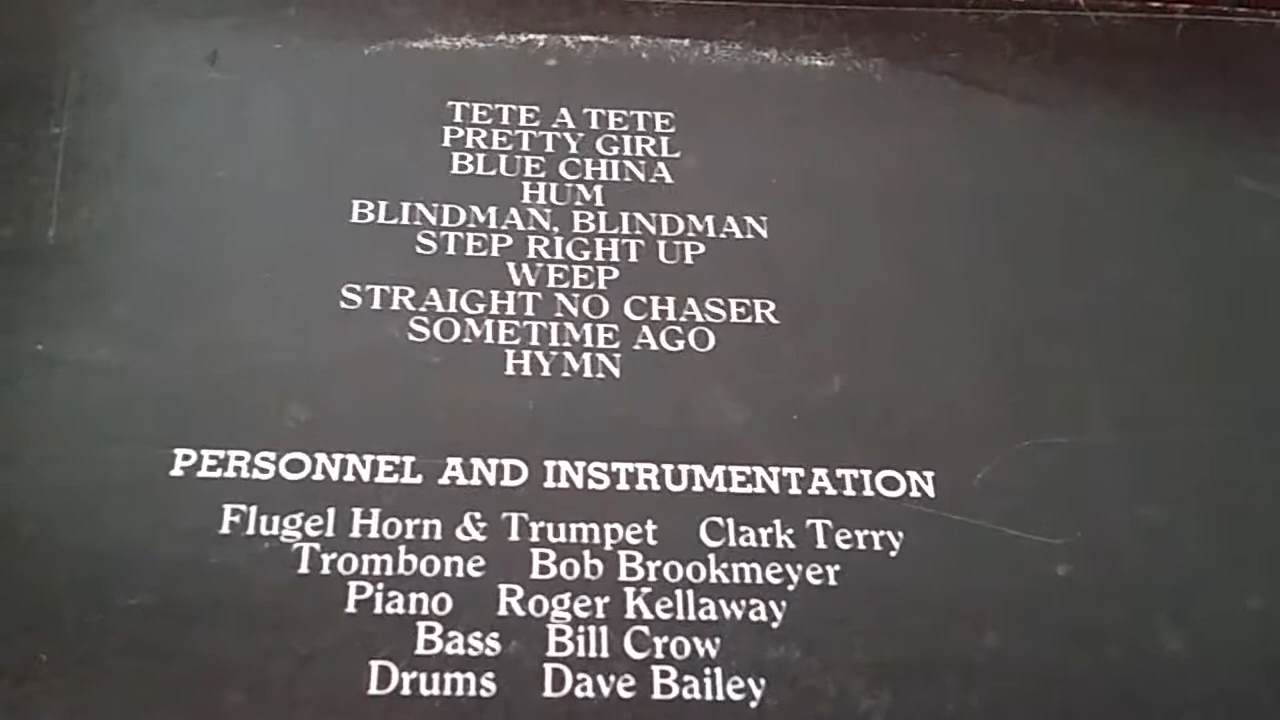 TETE A TETE
PRETTY GIRL
BLUE CHINA
HUM
BLINDMAN, BLINDMAN
STEP RIGHT UP
WEEP
STRAIGHT NO CHASER
SOMETIME AGO
HYMN
PERSONNEL AND INSTRUMENTATION
Flugel Horn & Trumpet Clark Terry
Trombone Bob Brookmeyer
Piano Roger Kellaway
Bass Bill Crow
Drums Dave Bailey